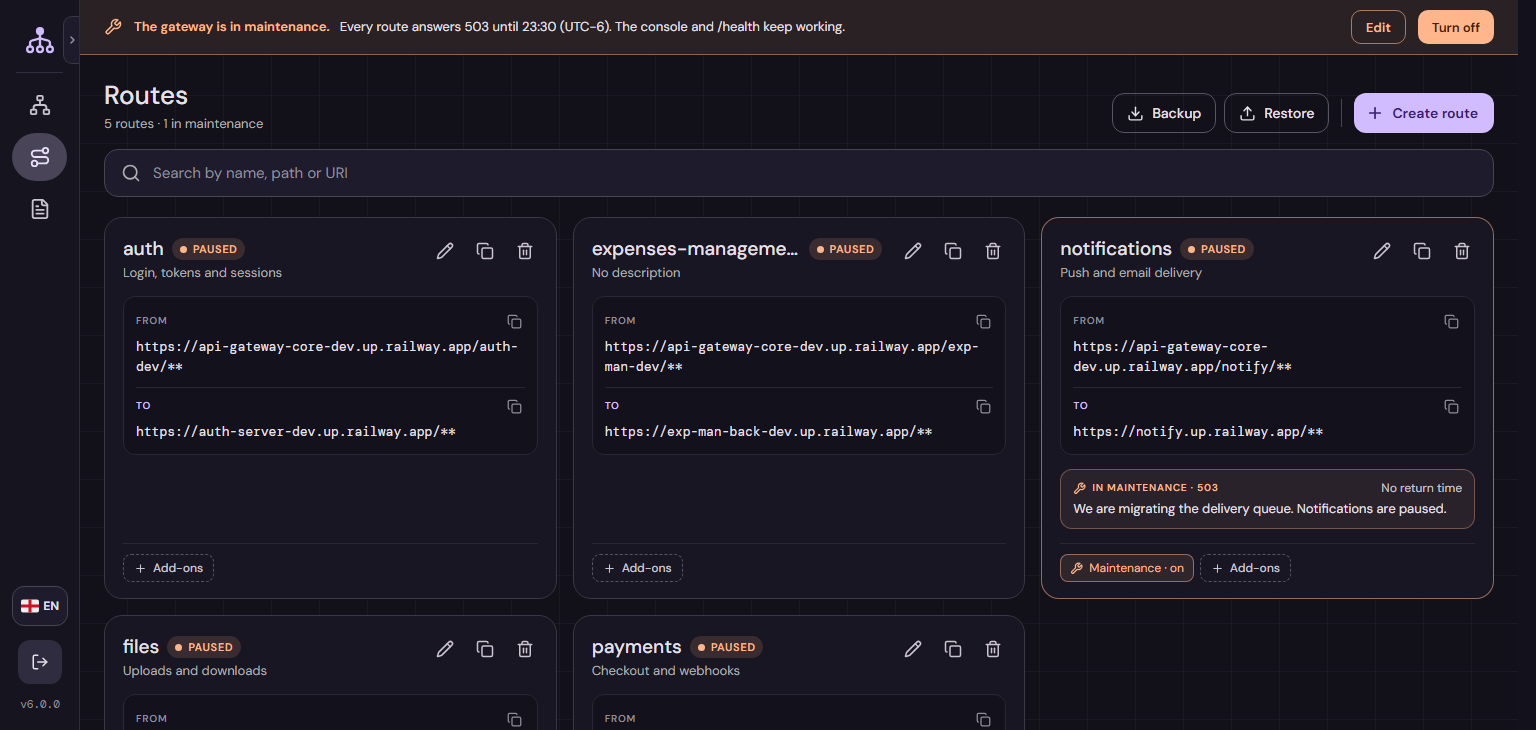 The gateway is in maintenance. Every route answers 503 until 23:30 (UTC-6). The console and /health keep working.
Edit
Turn off
Routes
5 routes · 1 in maintenance
Backup
Restore
Create route
Search by name, path or URI
auth
PAUSED
Login, tokens and sessions
FROM
https://api-gateway-core-dev.up.railway.app/auth-
dev/**
TO
https://auth-server-dev.up.railway.app/**
+ Add-ons
expenses-manageme...
PAUSED
No description
FROM
https://api-gateway-core-dev.up.railway.app/exp-
man-dev/**
TO
https://exp-man-back-dev.up.railway.app/**
+ Add-ons
notifications
PAUSED
Push and email delivery
FROM
https://api-gateway-core-
dev.up.railway.app/notify/**
TO
https://notify.up.railway.app/**
IN MAINTENANCE · 503
No return time
We are migrating the delivery queue. Notifications are paused.
Maintenance · on
+ Add-ons
files
PAUSED
Uploads and downloads
FROM
payments
PAUSED
Checkout and webhooks
FROM
EN
v6.0.0